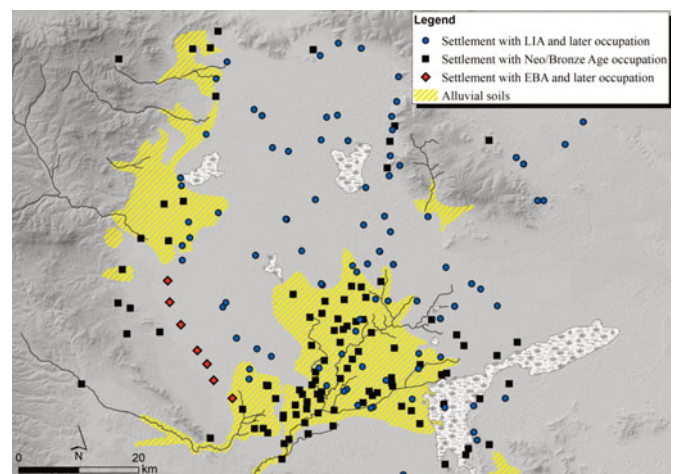 Legend
Settlement with LIA and later occupation
Settlement with Neo/Bronze Age occupation
Settlement with EBA and later occupation
Alluvial soils
N
0 10 20
km